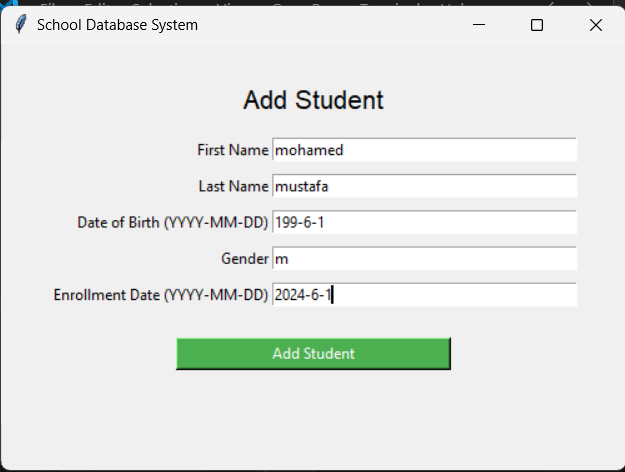 School Database System
Add Student
First Name mohamed
Last Name mustafa
Date of Birth (YYYY-MM-DD) 199-6-1
Gender m
Enrollment Date (YYYY-MM-DD) 2024-6-1
Add Student